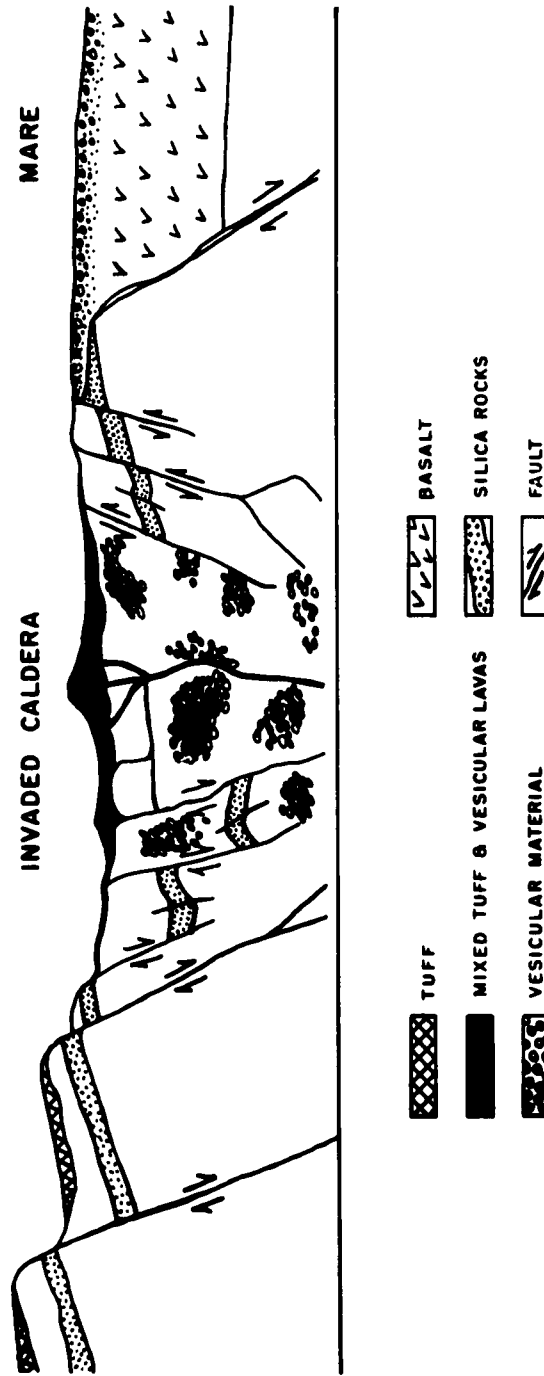 INVADED CALDERA
MARE
TUFF
MIXED TUFF & VESICULAR LAVAS
VESICULAR MATERIAL
BASALT
SILICA ROCKS
FAULT